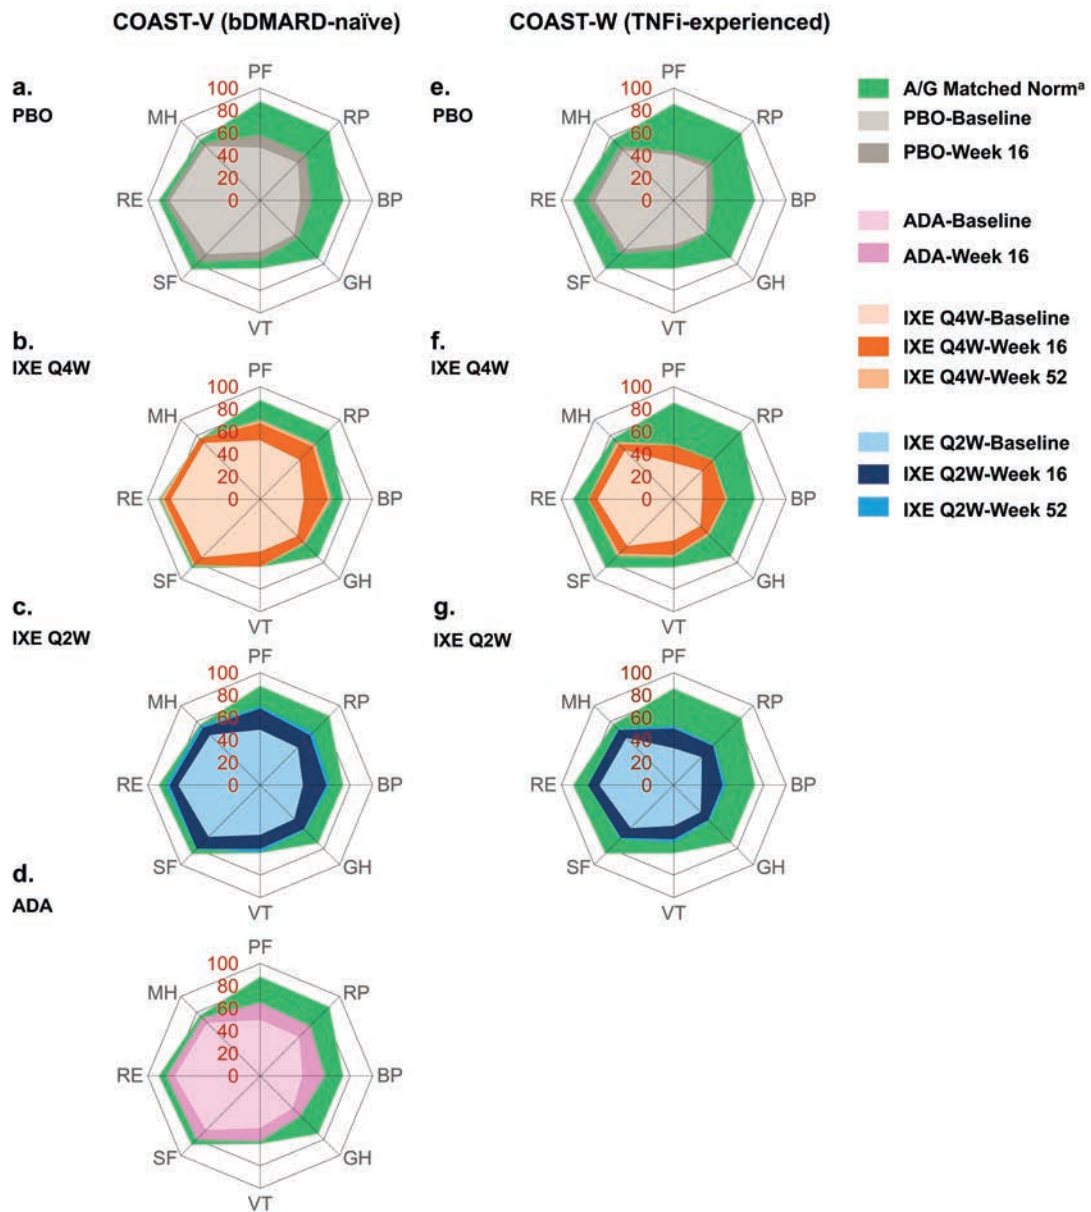 COAST-V (bDMARD-naïve)
COAST-W (TNFi-experienced)
a.
PBO
PF
RP
BP
GH
VT
SF
RE
MH
100
80
60
40
20
0
e.
PBO
PF
RP
BP
GH
VT
SF
RE
MH
100
80
60
40
20
0
A/G Matched Normª
PBO-Baseline
PBO-Week 16
ADA-Baseline
ADA-Week 16
IXE Q4W-Baseline
IXE Q4W-Week 16
IXE Q4W-Week 52
IXE Q2W-Baseline
IXE Q2W-Week 16
IXE Q2W-Week 52
b.
IXE Q4W
PF
RP
BP
GH
VT
SF
RE
MH
100
80
60
40
20
0
f.
IXE Q4W
PF
RP
BP
GH
VT
SF
RE
MH
100
80
60
40
20
0
c.
IXE Q2W
PF
RP
BP
GH
VT
SF
RE
MH
100
80
60
40
20
0
g.
IXE Q2W
PF
RP
BP
GH
VT
SF
RE
MH
100
80
60
40
20
0
d.
ADA
PF
RP
BP
GH
VT
SF
RE
MH
100
80
60
40
20
0